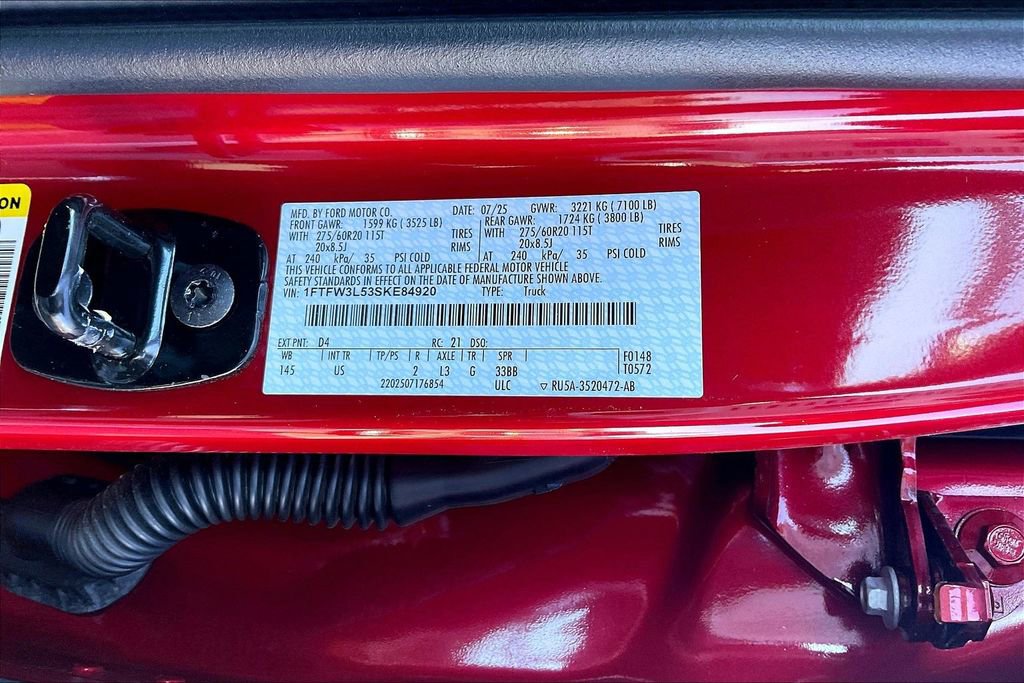 ON
MFD. BY FORD MOTOR CO. DATE: 07/25 GVWR: 3221 KG ( 7100 LB)
FRONT GAWR: 1599 KG ( 3525 LB) REAR GAWR: 1724 KG ( 3800 LB)
WITH 275/60R20 115T TIRES WITH 275/60R20 115T TIRES
20x8.5J RIMS 20x8.5J RIMS
AT 240 kPa/ 35 PSI COLD AT 240 kPa/ 35 PSI COLD
THIS VEHICLE CONFORMS TO ALL APPLICABLE FEDERAL MOTOR VEHICLE
SAFETY STANDARDS IN EFFECT ON THE DATE OF MANUFACTURE SHOWN ABOVE.
VIN: 1FTFW3L53SKE84920 TYPE: Truck
EXT PNT: D4 RC: 21 DSO:
WB INT TR TP/PS R AXLE TR SPR F0148
145 US 2 L3 G 33BB T0572
2202507176854 ULC ▽ RU5A-3520472-AB